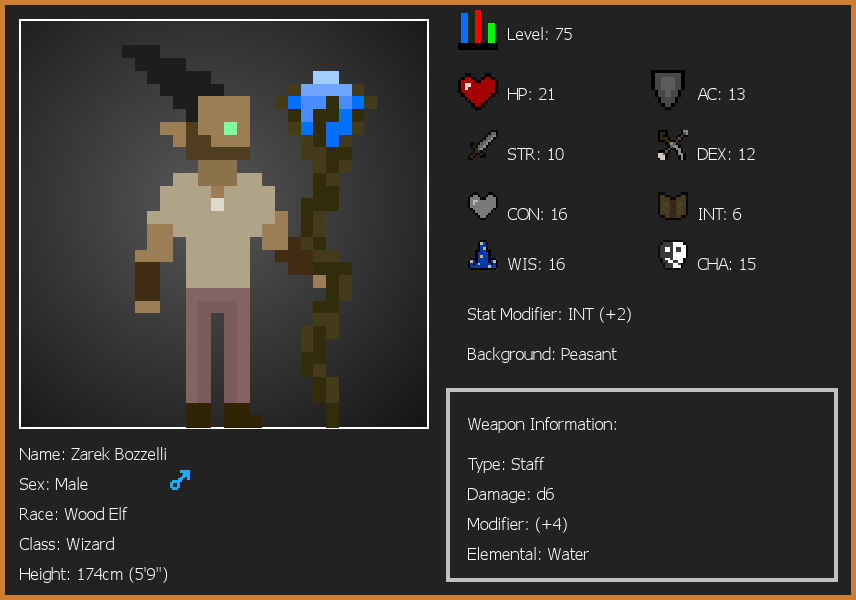 Level: 75
HP: 21
AC: 13
STR: 10
DEX: 12
CON: 16
INT: 6
WIS: 16
CHA: 15
Stat Modifier: INT (+2)
Background: Peasant
Weapon Information:
Type: Staff
Damage: d6
Modifier: (+4)
Elemental: Water
Name: Zarek Bozzelli
Sex: Male
Race: Wood Elf
Class: Wizard
Height: 174cm (5'9")